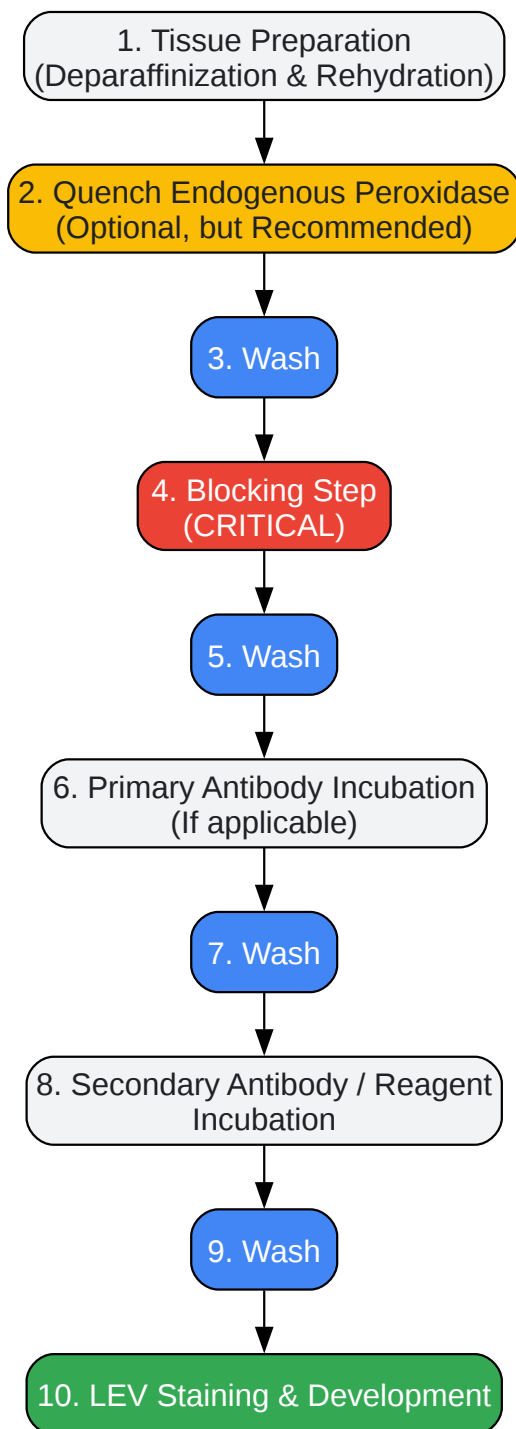 1. Tissue Preparation
(Deparaffinization & Rehydration)
2. Quench Endogenous Peroxidase
(Optional, but Recommended)
3. Wash
4. Blocking Step
(CRITICAL)
5. Wash
6. Primary Antibody Incubation
(If applicable)
7. Wash
8. Secondary Antibody / Reagent
Incubation
9. Wash
10. LEV Staining & Development